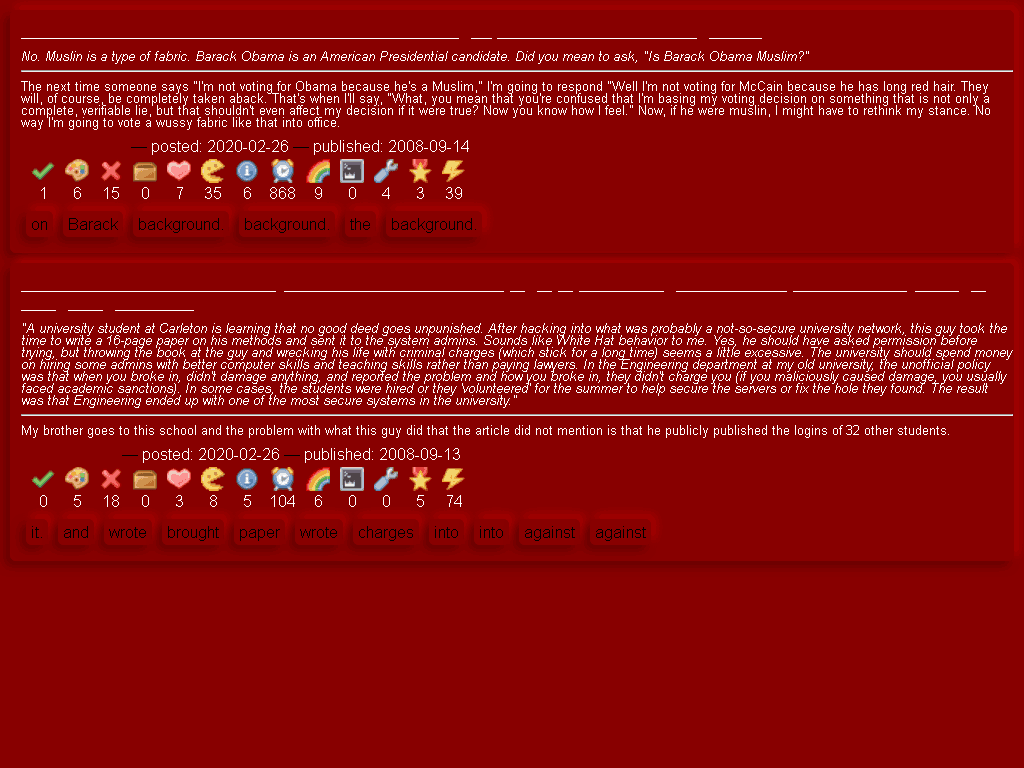 No. Muslin is a type of fabric. Barack Obama is an American Presidential candidate. Did you mean to ask, "Is Barack Obama Muslim?"
The next time someone says "I'm not voting for Obama because he's a Muslim," I'm going to respond "Well I'm not voting for McCain because he has long red hair. They
will, of course, be completely taken aback. That's when I'll say, "What, you mean that you're confused that I'm basing my voting decision on something that is not only a
complete, verifiable lie, but that shouldn't even affect my decision if it were true? Now you know how I feel." Now, if he were muslin, I might have to rethink my stance. No
way I'm going to vote a wussy fabric like that into office.
— posted: 2020-02-26 — published: 2008-09-14
1 6 15 0 7 35 6 868 9 0 4 3 39
on Barack background. background. the background.
"A university student at Carleton is learning that no good deed goes unpunished. After hacking into what was probably a not-so-secure university network, this guy took the
time to write a 16-page paper on his methods and sent it to the system admins. Sounds like White Hat behavior to me. Yes, he should have asked permission before
trying, but throwing the book at the guy and wrecking his life with criminal charges (which stick for a long time) seems a little excessive. The university should spend money
on hiring some admins with better computer skills and teaching skills rather than paying lawyers. In the Engineering department at my old university, the unofficial policy
was that when you broke in, didn't damage anything, and reported the problem and how you broke in, they didn't charge you (if you maliciously caused damage, you usually
faced academic sanctions). In some cases, the students were hired or they 'volunteered' for the summer to help secure the servers or fix the hole they found. The result
was that Engineering ended up with one of the most secure systems in the university."
My brother goes to this school and the problem with what this guy did that the article did not mention is that he publicly published the logins of 32 other students.
— posted: 2020-02-26 — published: 2008-09-13
0 5 18 0 3 8 5 104 6 0 0 5 74
it and wrote brought paper wrote charges into into against against